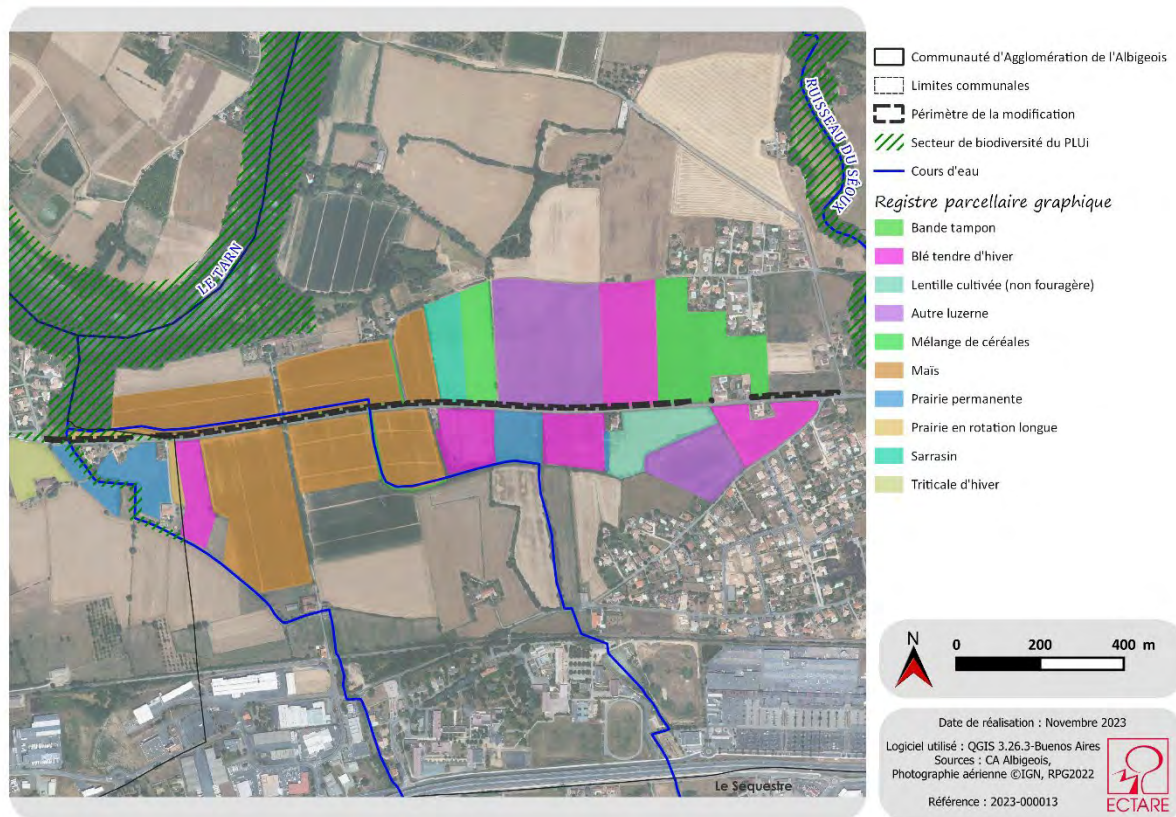 LE TARN
RUISSEAU DU SÉOUX
Le Sequestre
Communauté d'Agglomération de l'Albigeois
Limites communales
Périmètre de la modification
Secteur de biodiversité du PLUi
Cours d'eau
Registre parcellaire graphique
Bande tampon
Blé tendre d'hiver
Lentille cultivée (non fouragère)
Autre luzerne
Mélange de céréales
Maïs
Prairie permanente
Prairie en rotation longue
Sarrasin
Triticale d'hiver
N
0 200 400 m
Date de réalisation : Novembre 2023
Logiciel utilisé : QGIS 3.26.3-Buenos Aires
Sources : CA Albigeois,
Photographie aérienne ©IGN, RPG2022
Référence : 2023-000013
ECTARE